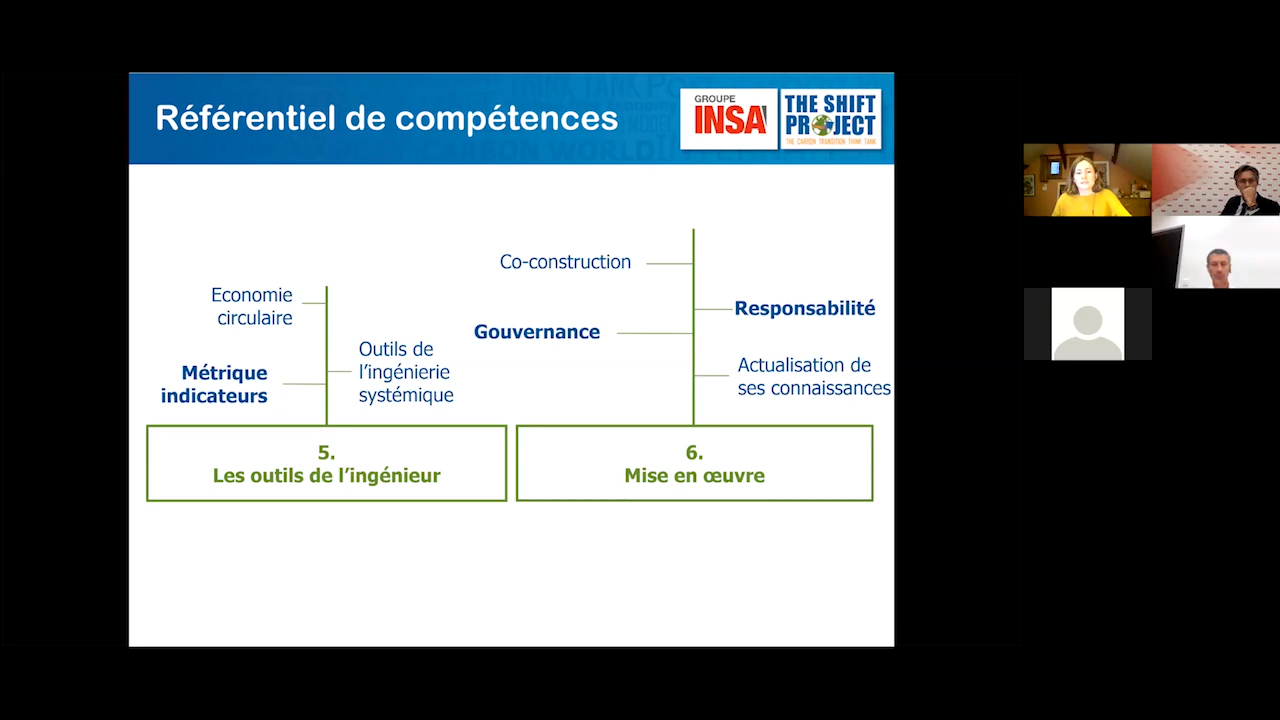 Référentiel de compétences
GROUPE
INSA
THE SHIFT
PROJECT
THE CARBON TRANSITION THINK TANK
Economie
circulaire
Métrique
indicateurs
Outils de
l’ingénierie
systémique
5.
Les outils de l’ingénieur
Co-construction
Gouvernance
Responsabilité
Actualisation de
ses connaissances
6.
Mise en œuvre